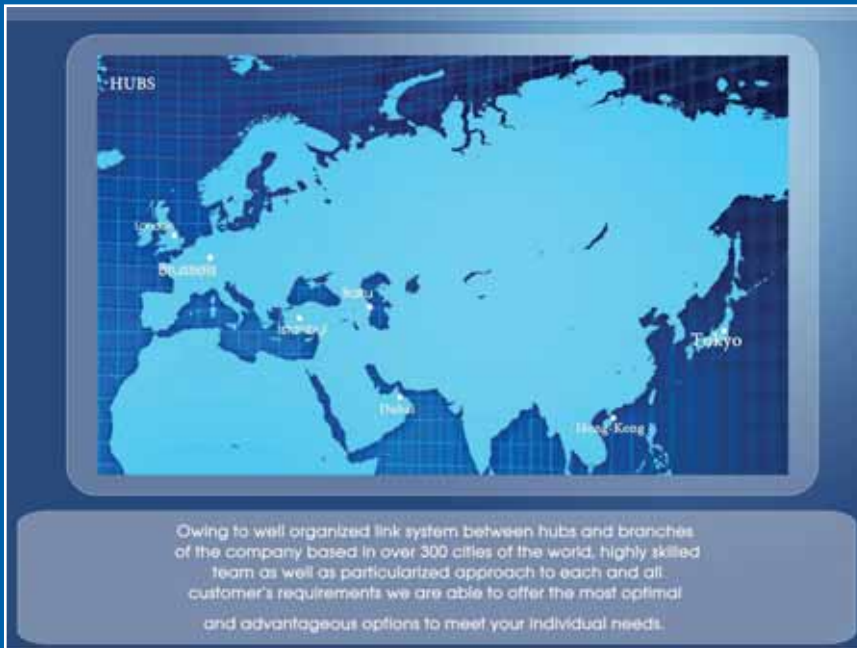 HUBS
London
Brussels
Istanbul
Baku
Dubai
Tokyo
Hong-Kong
Owing to well organized link system between hubs and branches
of the company based in over 300 cities of the world, highly skilled
team as well as particularized approach to each and all
customer's requirements we are able to offer the most optimal
and advantageous options to meet your individual needs.